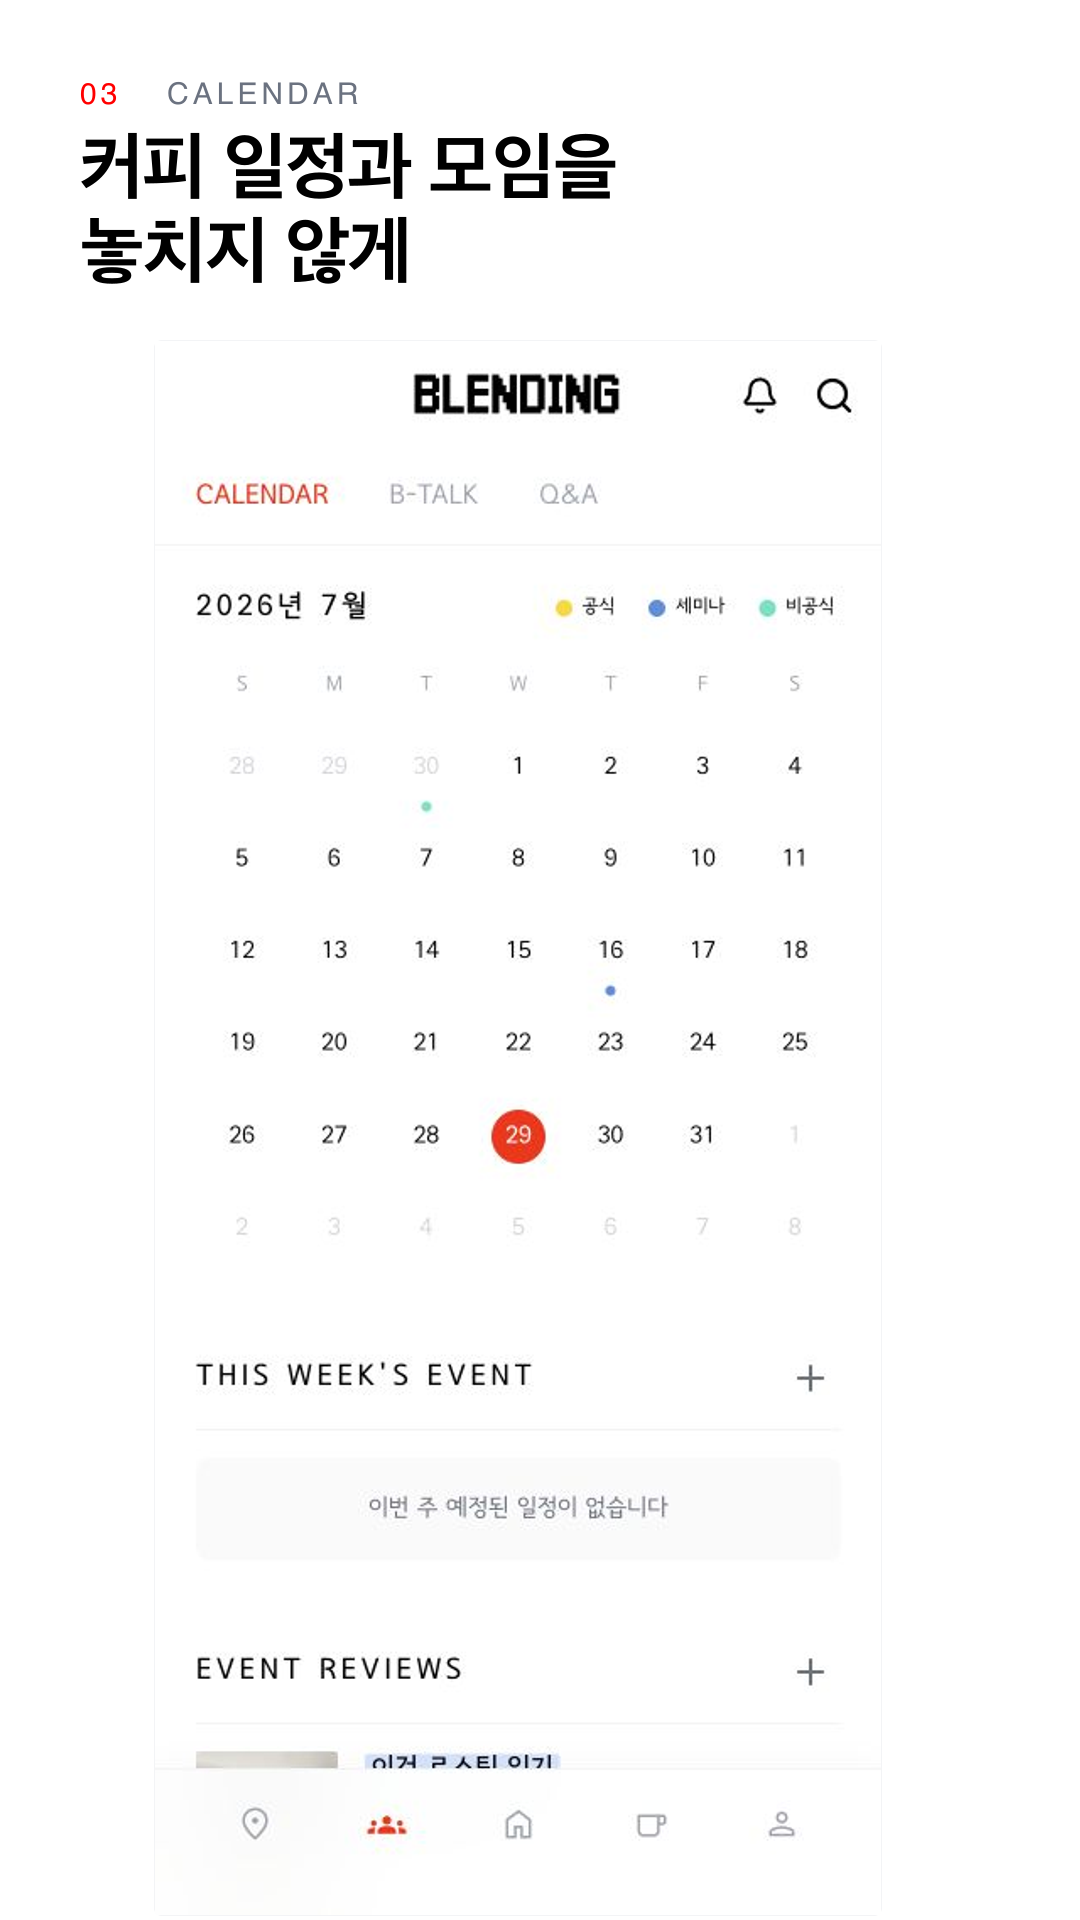 03 CALENDAR
커피 일정과 모임을
놓치지 않게
BLENDING
CALENDAR B-TALK Q&A
2026년 7월 공식 세미나 비공식
S M T W T F S
28 29 30 1 2 3 4
5 6 7 8 9 10 11
12 13 14 15 16 17 18
19 20 21 22 23 24 25
26 27 28 29 30 31 1
2 3 4 5 6 7 8
THIS WEEK'S EVENT
이번 주 예정된 일정이 없습니다
EVENT REVIEWS